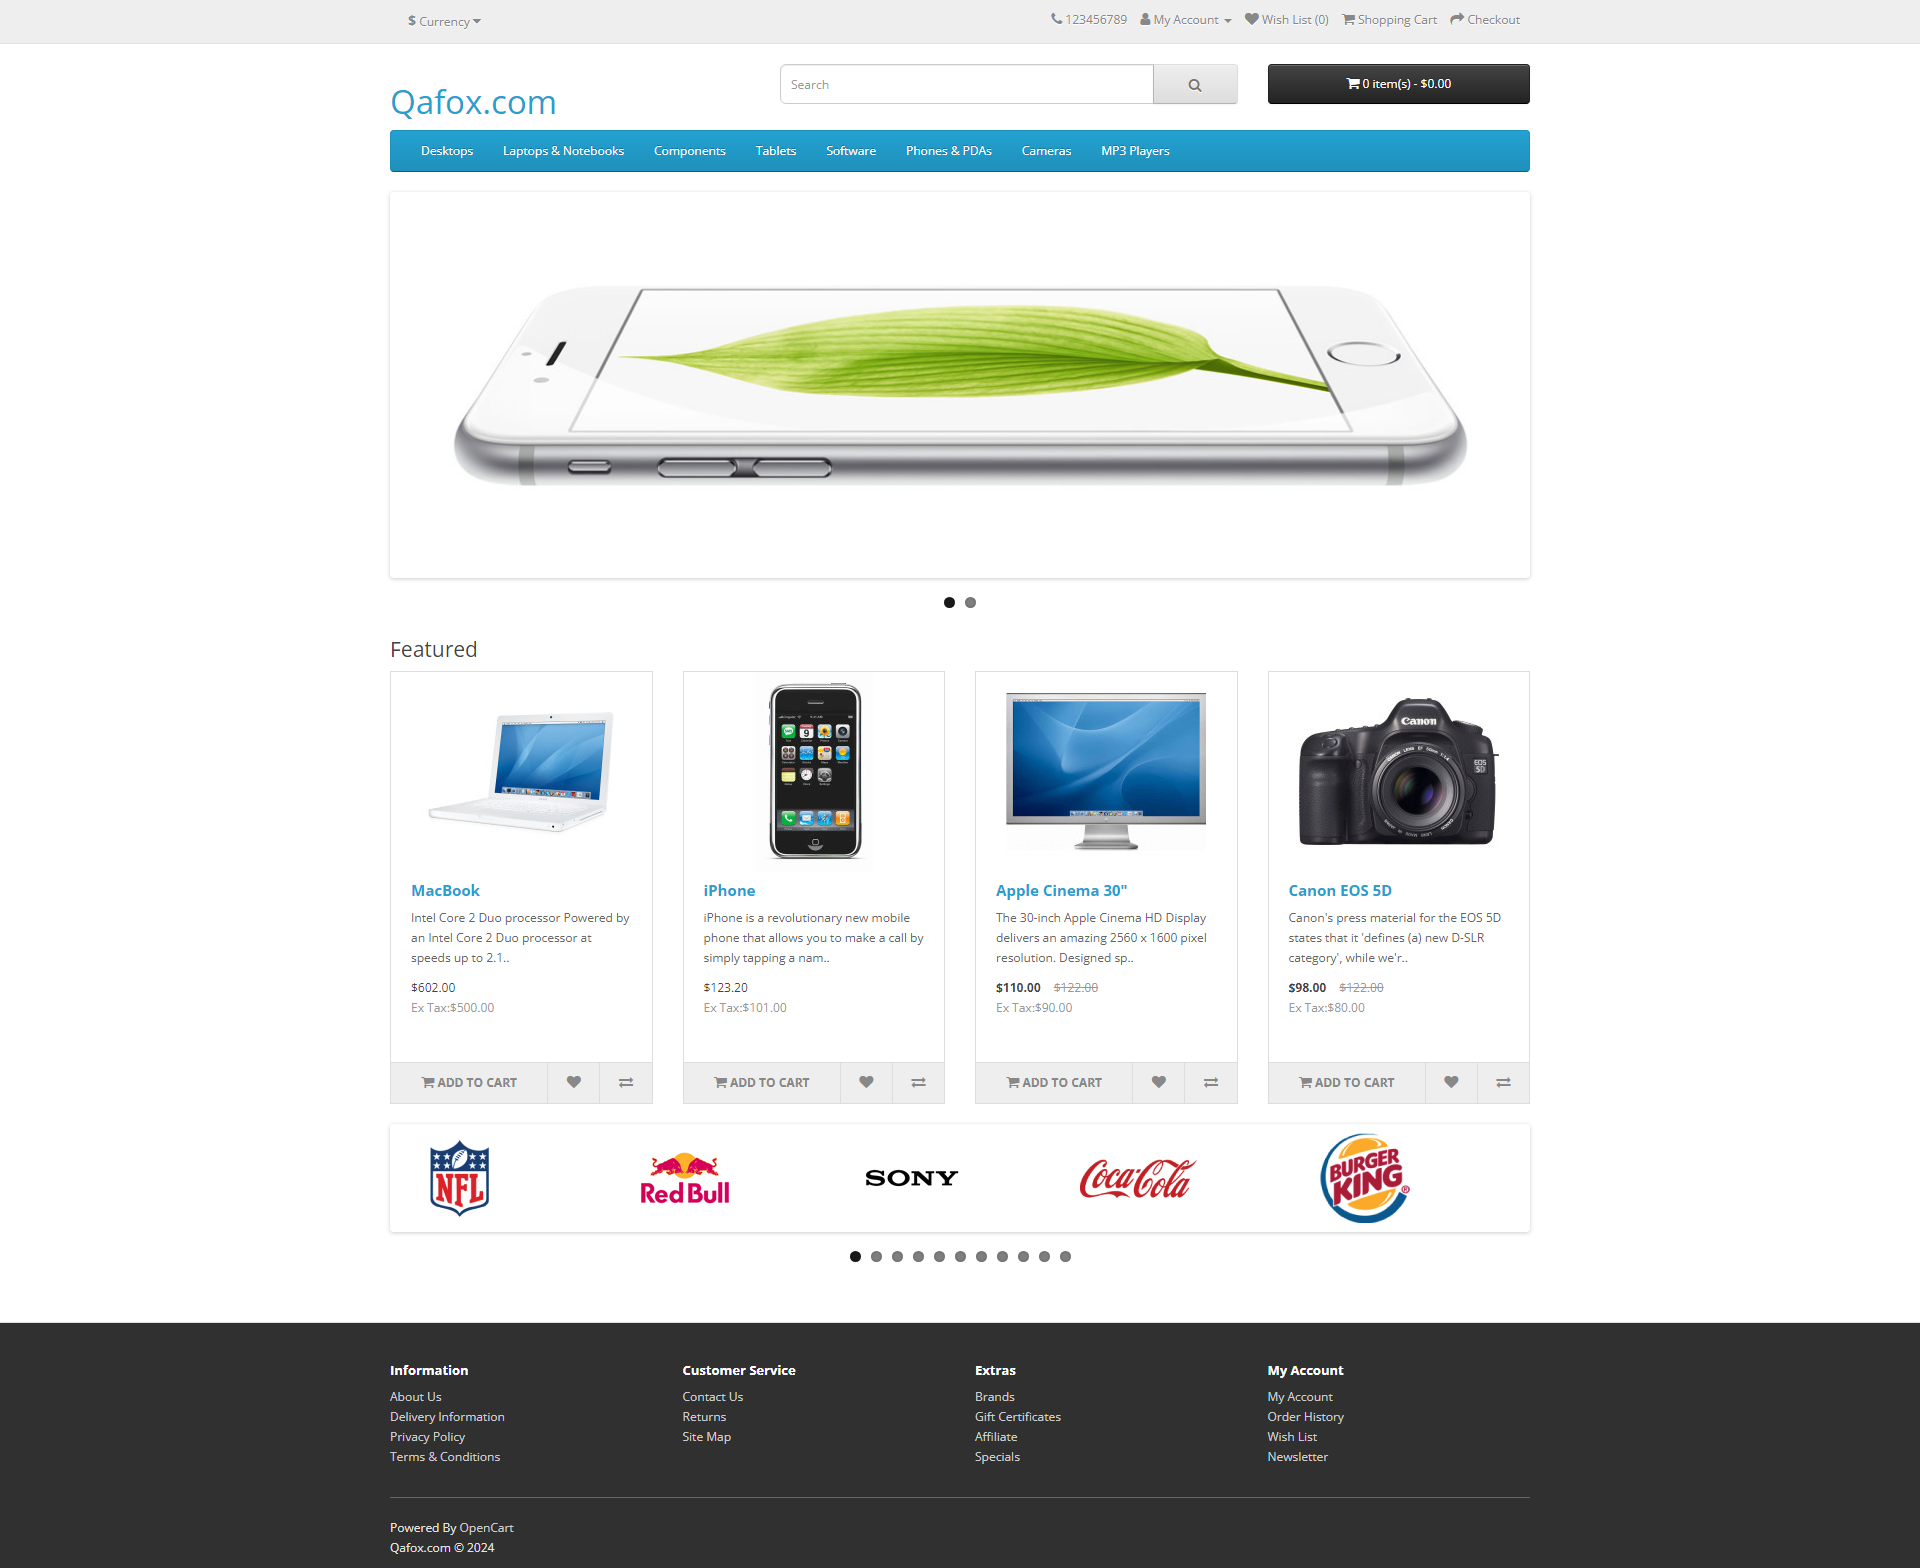 $ Currency
123456789 My Account Wish List (0) Shopping Cart Checkout
Qafox.com
Search
0 item(s) - $0.00
Desktops Laptops & Notebooks Components Tablets Software Phones & PDAs Cameras MP3 Players
Featured
MacBook
Intel Core 2 Duo processor Powered by
an Intel Core 2 Duo processor at
speeds up to 2.1..
$602.00
Ex Tax:$500.00
ADD TO CART
iPhone
iPhone is a revolutionary new mobile
phone that allows you to make a call by
simply tapping a nam..
$123.20
Ex Tax:$101.00
ADD TO CART
Apple Cinema 30"
The 30-inch Apple Cinema HD Display
delivers an amazing 2560 x 1600 pixel
resolution. Designed sp..
$110.00 $122.00
Ex Tax:$90.00
ADD TO CART
Canon
EOS
5D
Canon EOS 5D
Canon's press material for the EOS 5D
states that it 'defines (a) new D-SLR
category', while we'r..
$98.00 $122.00
Ex Tax:$80.00
ADD TO CART
NFL
Red Bull
SONY
Coca-Cola
BURGER
KING®
Information
About Us
Delivery Information
Privacy Policy
Terms & Conditions
Customer Service
Contact Us
Returns
Site Map
Extras
Brands
Gift Certificates
Affiliate
Specials
My Account
My Account
Order History
Wish List
Newsletter
Powered By OpenCart
Qafox.com © 2024